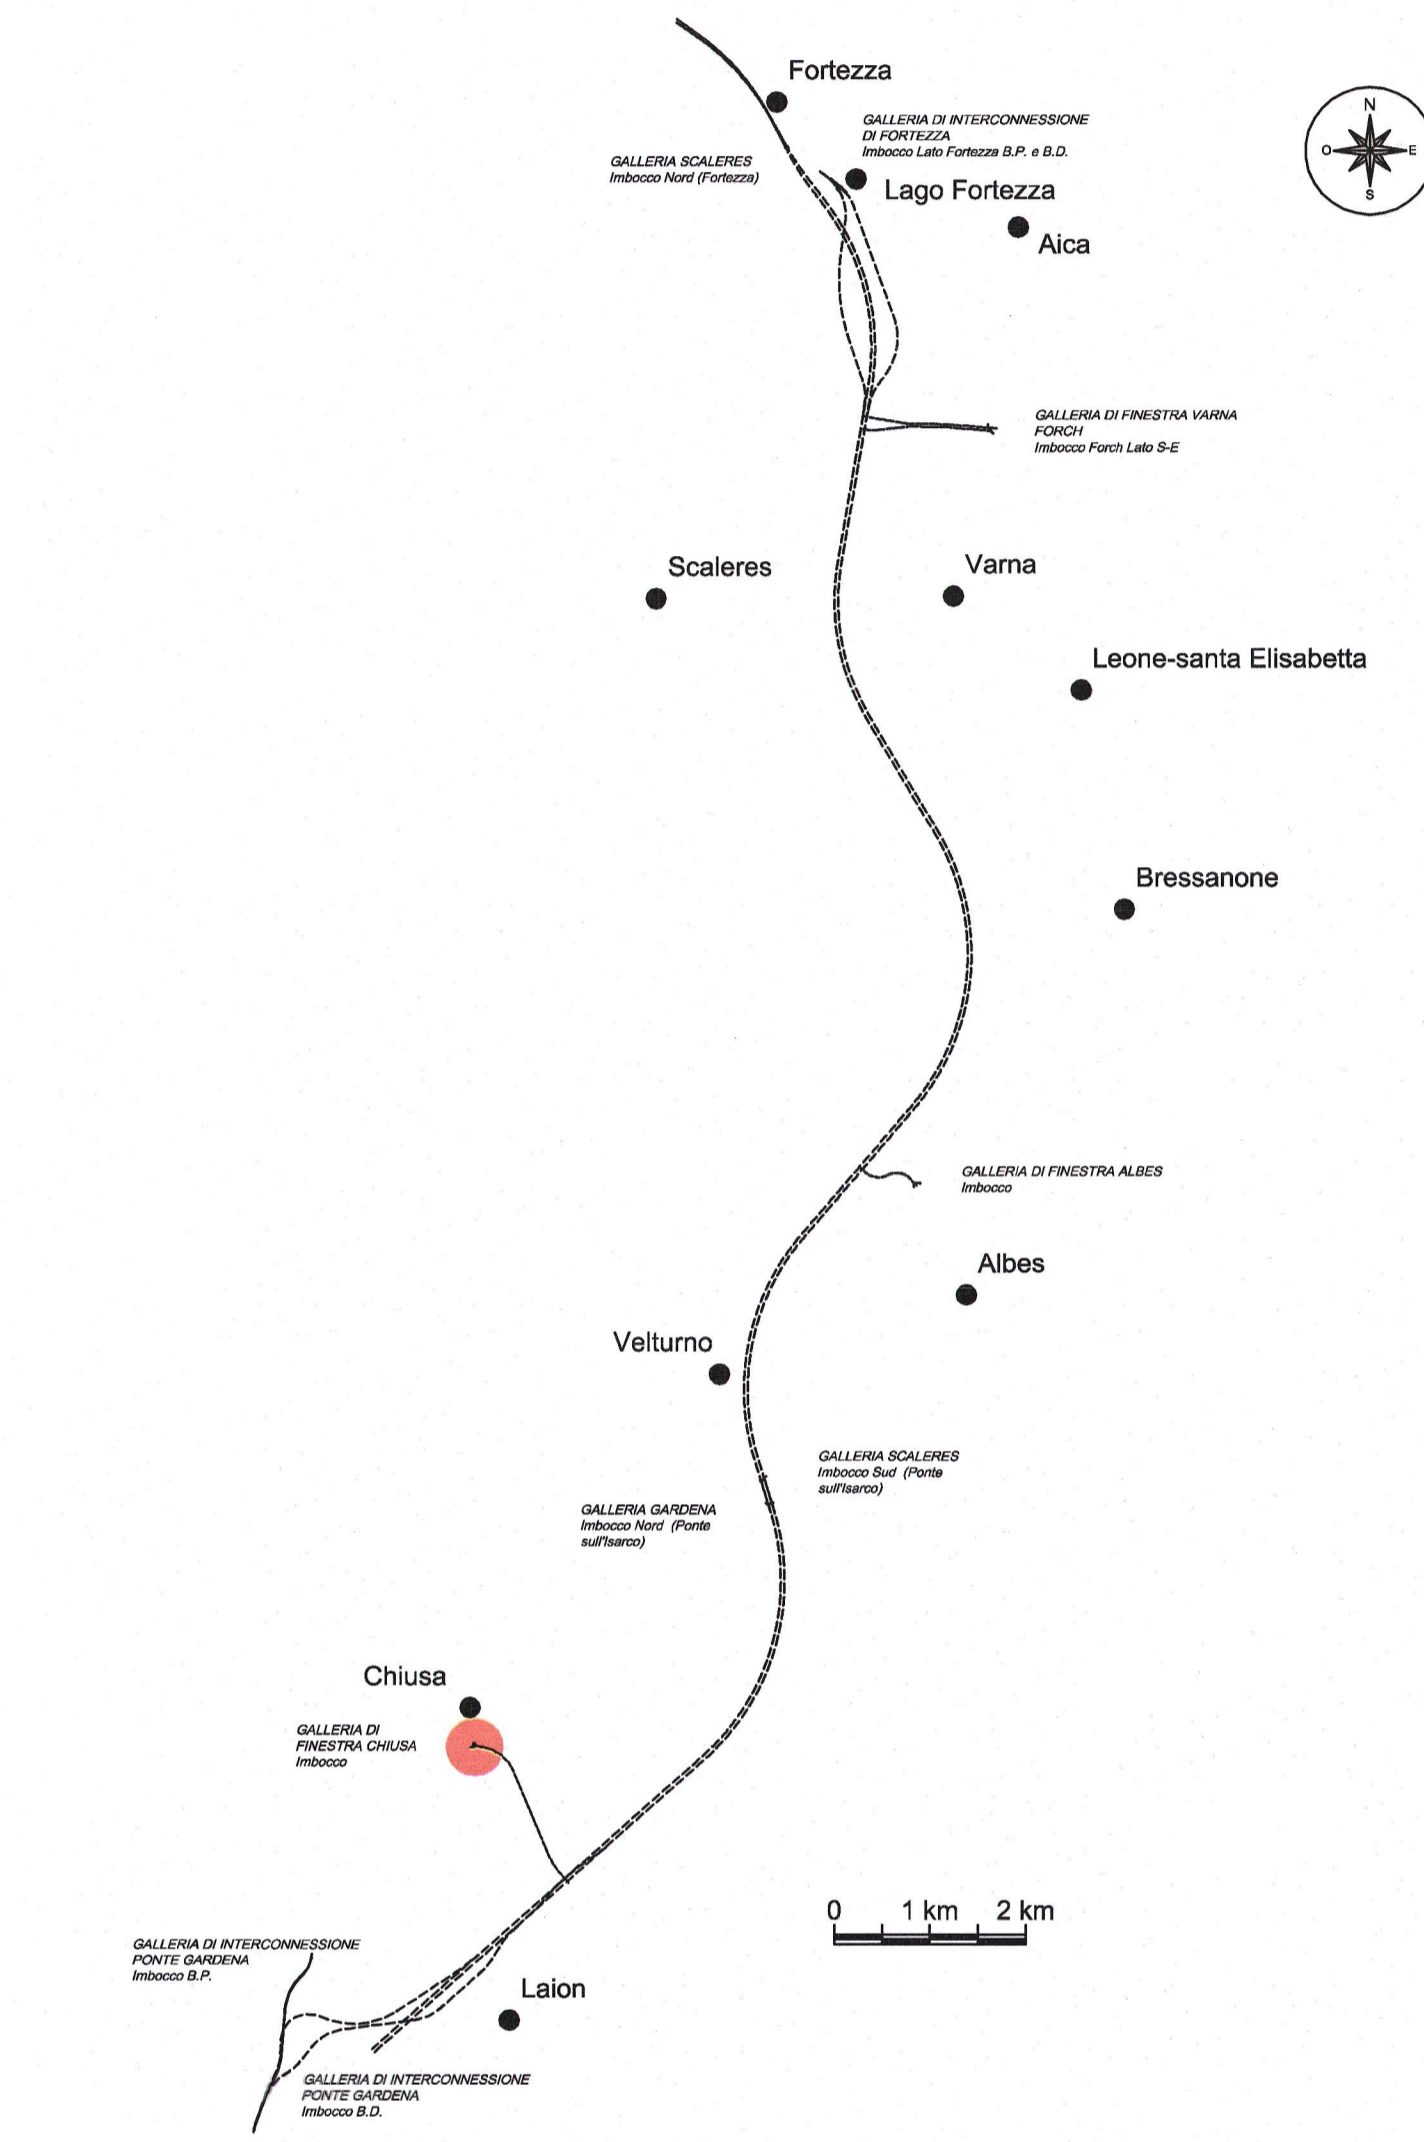 Fortezza
N
O
E
S
GALLERIA DI INTERCONNESSIONE
DI FORTEZZA
Imbocco Lato Fortezza B.P. e B.D.
GALLERIA SCALERES
Imbocco Nord (Fortezza)
Lago Fortezza
Aica
GALLERIA DI FINESTRA VARNA
FORCH
Imbocco Forch Lato S-E
Scaleres
Varna
Leone-santa Elisabetta
Bressanone
GALLERIA DI FINESTRA ALBES
Imbocco
Albes
Velturno
GALLERIA SCALERES
Imbocco Sud (Ponte
sull'Isarco)
GALLERIA GARDENA
Imbocco Nord (Ponte
sull'Isarco)
Chiusa
GALLERIA DI
FINESTRA CHIUSA
Imbocco
0 1 km 2 km
GALLERIA DI INTERCONNESSIONE
PONTE GARDENA
Imbocco B.P.
Laion
GALLERIA DI INTERCONNESSIONE
PONTE GARDENA
Imbocco B.D.